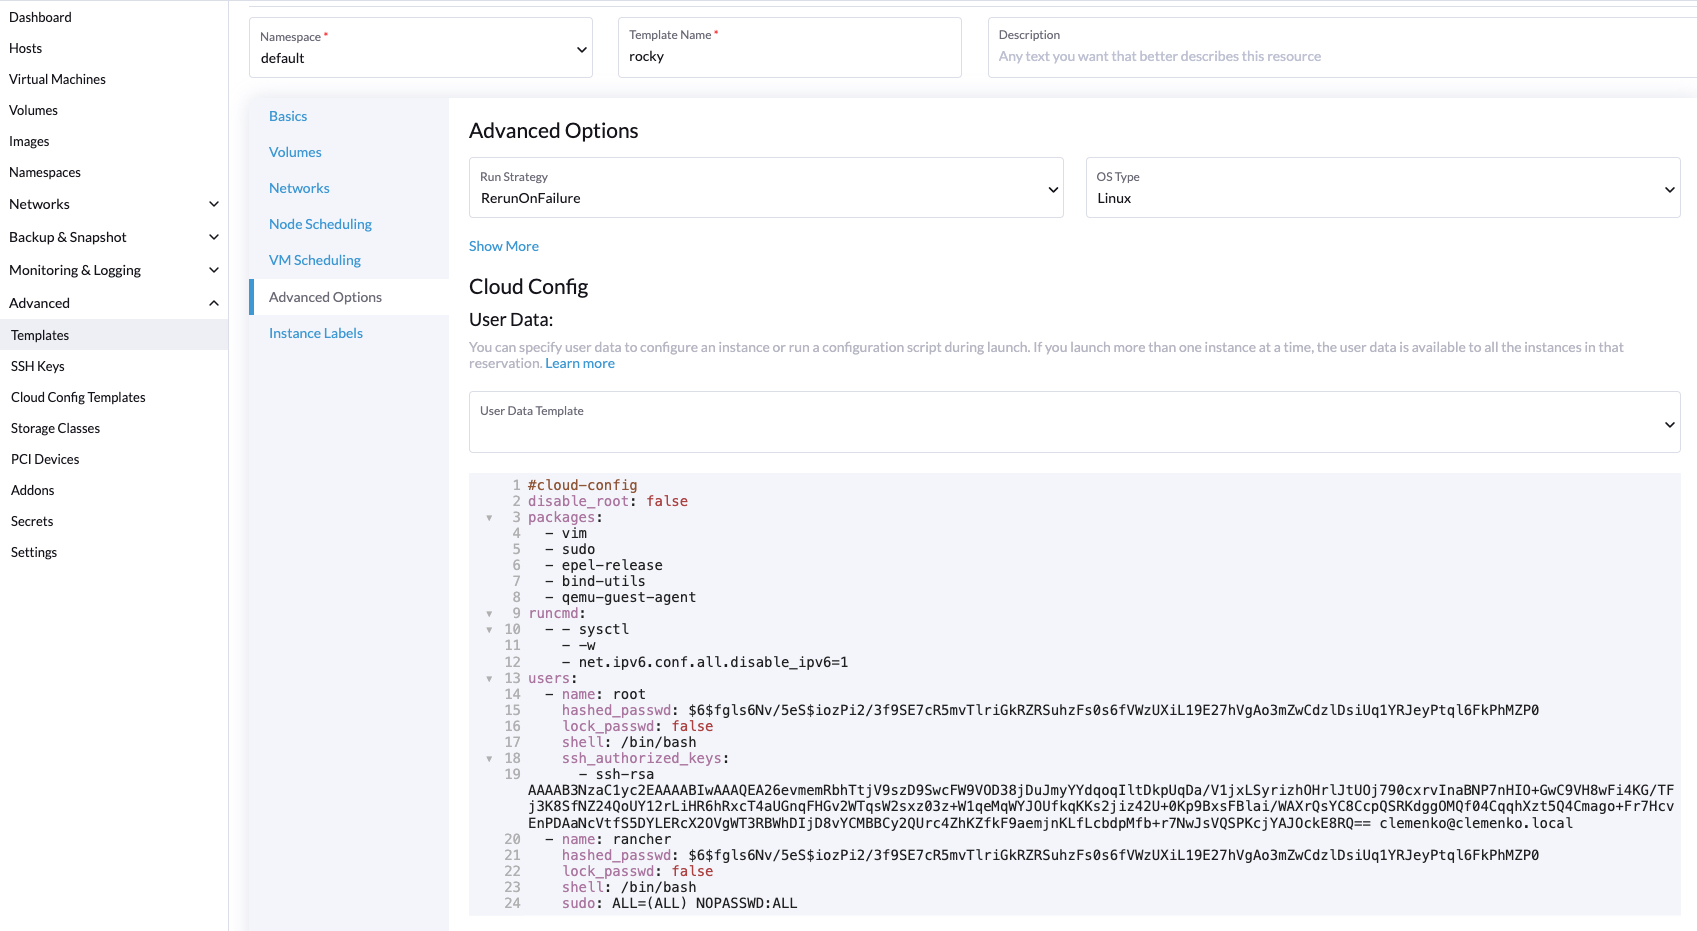 Dashboard
Hosts
Virtual Machines
Volumes
Images
Namespaces
Networks
Backup & Snapshot
Monitoring & Logging
Advanced
Templates
SSH Keys
Cloud Config Templates
Storage Classes
PCI Devices
Addons
Secrets
Settings
Namespace *
default
Template Name *
rocky
Description
Any text you want that better describes this resource
Basics
Volumes
Networks
Node Scheduling
VM Scheduling
Advanced Options
Instance Labels
Advanced Options
Run Strategy
RerunOnFailure
OS Type
Linux
Show More
Cloud Config
User Data:
You can specify user data to configure an instance or run a configuration script during launch. If you launch more than one instance at a time, the user data is available to all the instances in that
reservation. Learn more
User Data Template
1 #cloud-config
2 disable_root: false
3 packages:
4   - vim
5   - sudo
6   - epel-release
7   - bind-utils
8   - qemu-guest-agent
9 runcmd:
10   - - sysctl
11     - -w
12     - net.ipv6.conf.all.disable_ipv6=1
13 users:
14   - name: root
15     hashed_passwd: $6$fgls6Nv/5eS$iozPi2/3f9SE7cR5mvTlriGkRZRSuhzFs0s6fVWzUXiL19E27hVgAo3mZwCdzlDsiUq1YRJeyPtql6FkPhMZP0
16     lock_passwd: false
17     shell: /bin/bash
18     ssh_authorized_keys:
19       - ssh-rsa
AAAAB3NzaC1yc2EAAAABIwAAAQEA26evmemRbhTtjV9szD9SwcFW9VOD38jDuJmyYYdqoqIltDkpUqDa/V1jxLSyrizhOHrlJtUOj790cxrvInaBNP7nHIO+GwC9VH8wFi4KG/TF
j3K8SfNZ24QoUY12rLiHR6hRxcT4aUGnqFHGv2WTqsW2sxz03z+W1qeMqWYJOUfkqKKs2jiz42U+0Kp9BxsFBlai/WAXrQsYC8CcpQSRKdggOMQf04CqqhXzt5Q4Cmago+Fr7Hcv
EnPDAaNcVtfS5DYLERcX2OVgWT3RBWhDIjD8vYCMBBCy2QUrc4ZhKZfkF9aemjnKLfLcbdpMfb+r7NwJsVQSPKcjYAJOckE8RQ== clemenko@clemenko.local
20   - name: rancher
21     hashed_passwd: $6$fgls6Nv/5eS$iozPi2/3f9SE7cR5mvTlriGkRZRSuhzFs0s6fVWzUXiL19E27hVgAo3mZwCdzlDsiUq1YRJeyPtql6FkPhMZP0
22     lock_passwd: false
23     shell: /bin/bash
24     sudo: ALL=(ALL) NOPASSWD:ALL